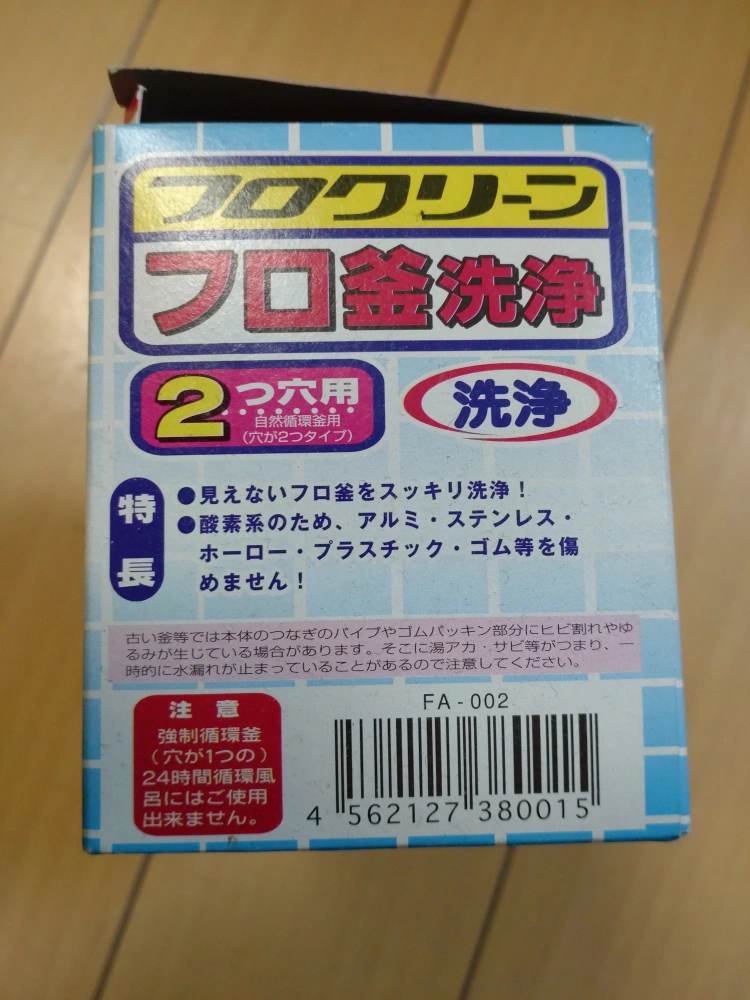 フロクリーン
フロ釜洗浄
2つ穴用
自然循環釜用
(穴が2つタイプ)
洗浄
特長
●見えないフロ釜をスッキリ洗浄！
●酸素系のため、アルミ・ステンレス・
ホーロー・プラスチック・ゴム等を傷
めません！
古い釜等では本体のつなぎのパイプやゴムパッキン部分にヒビ割れやゆ
るみが生じている場合があります。そこに湯アカ・サビ等がつまり、一
時的に水漏れが止まっていることがあるので注意してください。
注意
強制循環釜
(穴が1つの)
24時間循環風
呂にはご使用
出来ません。
FA-002
4 562127 380015